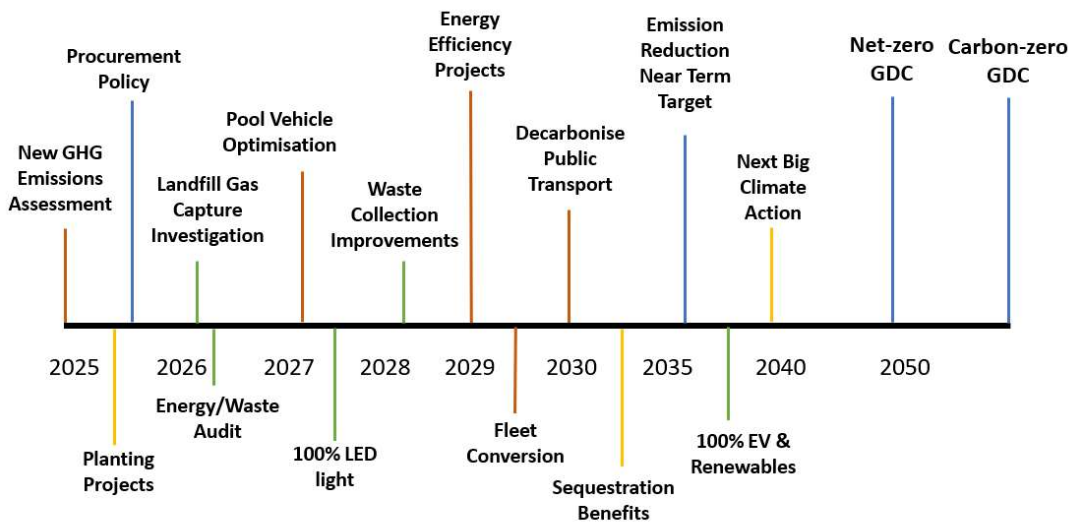 New GHG
Emissions
Assessment
Procurement
Policy
Landfill Gas
Capture
Investigation
Pool Vehicle
Optimisation
Waste
Collection
Improvements
Energy
Efficiency
Projects
Decarbonise
Public
Transport
Emission
Reduction
Near Term
Target
Next Big
Climate
Action
Net-zero
GDC
Carbon-zero
GDC
2025
2026
2027
2028
2029
2030
2035
2040
2050
Planting
Projects
Energy/Waste
Audit
100% LED
light
Fleet
Conversion
Sequestration
Benefits
100% EV &
Renewables